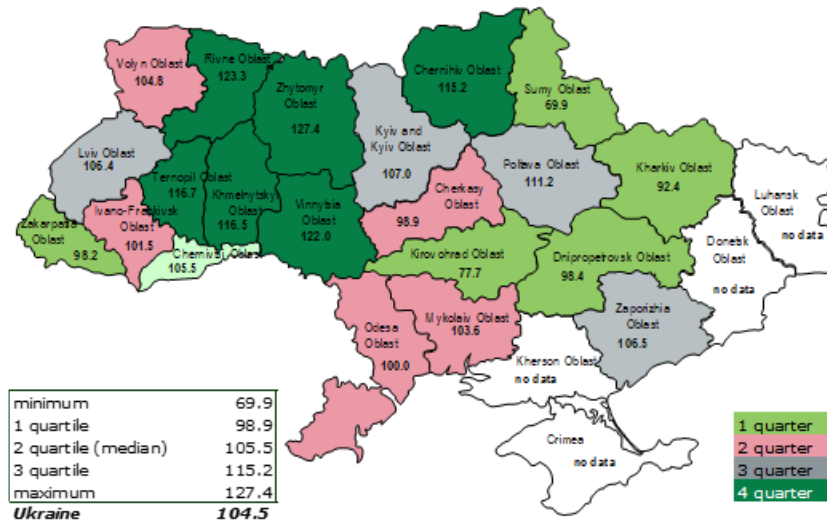 Volyn Oblast
104.8
Rivne Oblast
123.3
Zhytomyr
Oblast
127.4
Chernihiv Oblast
115.2
Sumy Oblast
69.9
Kyiv and
Kyiv Oblast
107.0
Lviv Oblast
106.4
Ternopil Oblast
116.7
Khmelnytskyi
Oblast
116.5
Vinnytsia
Oblast
122.0
Cherkasy
Oblast
98.9
Poltava Oblast
111.2
Kharkiv Oblast
92.4
Luhansk
Oblast
no data
Zakarpattia
Oblast
98.2
Ivano-Frankivsk
Oblast
101.5
Chernivtsi Oblast
105.5
Kirovohrad Oblast
77.7
Dnipropetrovsk Oblast
98.4
Donetsk
Oblast
no data
Odesa
Oblast
100.0
Mykolaiv Oblast
103.6
Zaporizhia
Oblast
106.5
Kherson Oblast
no data
Crimea
no data
minimum 69.9
1 quartile 98.9
2 quartile (median) 105.5
3 quartile 115.2
maximum 127.4
Ukraine 104.5
1 quarter
2 quarter
3 quarter
4 quarter